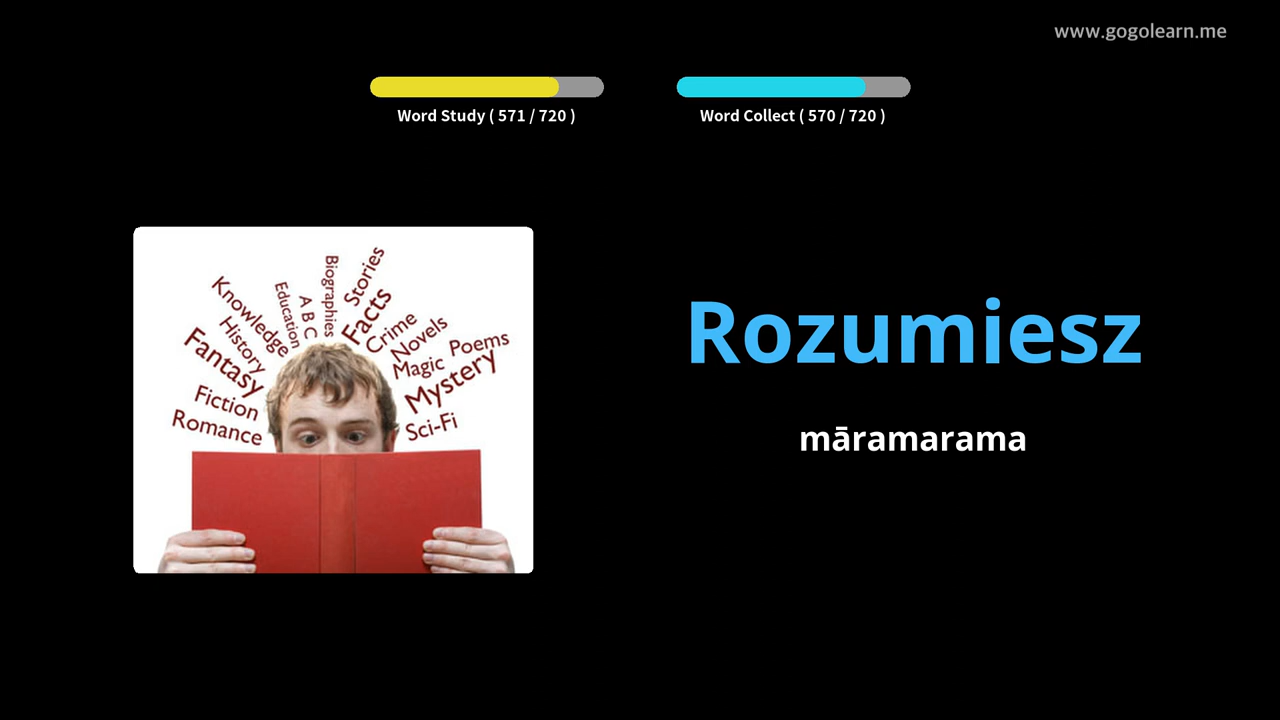 www.gogolearn.me
Word Study ( 571 / 720 )
Word Collect ( 570 / 720 )
Rozumiesz
māramarama
Biographies
Stories
Education
A B C
Facts
Knowledge
Crime
History
Novels
Fantasy
Magic
Poems
Mystery
Fiction
Romance
Sci-Fi